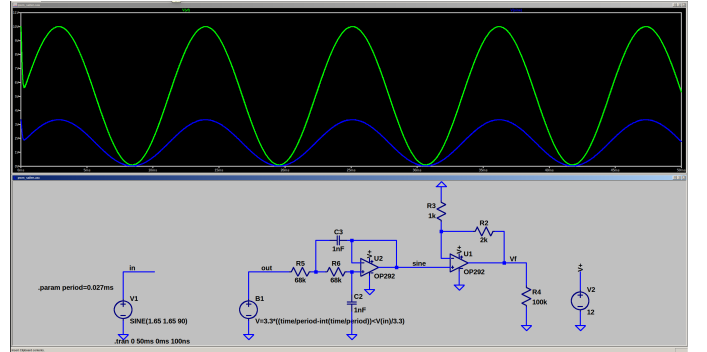 R3
1k
R2
2k
C3
1nF
V+
V+
U2
U1
OP292
OP292
in
out
R5
68k
R6
68k
sine
Vf
R4
100k
V+
V2
12
C2
1nF
.param period=0.027ms
V1
SINE(1.65 1.65 90)
B1
V=3.3*((time/period-int(time/period))<V(in)/3.3)
.tran 0 50ms 0ms 100ns